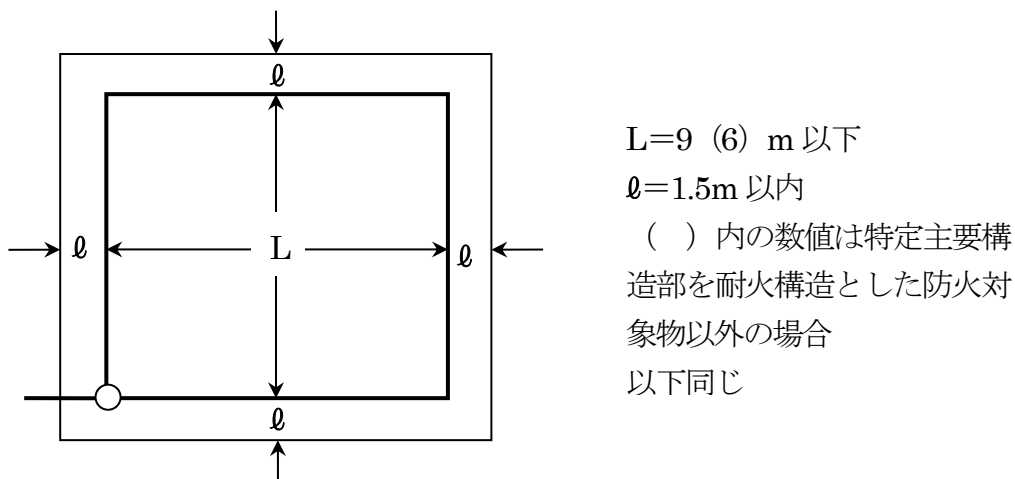 ℓ
ℓ
L
ℓ
ℓ
L=9（6）m 以下
ℓ=1.5m 以内
（　）内の数値は特定主要構
造部を耐火構造とした防火対
象物以外の場合
以下同じ